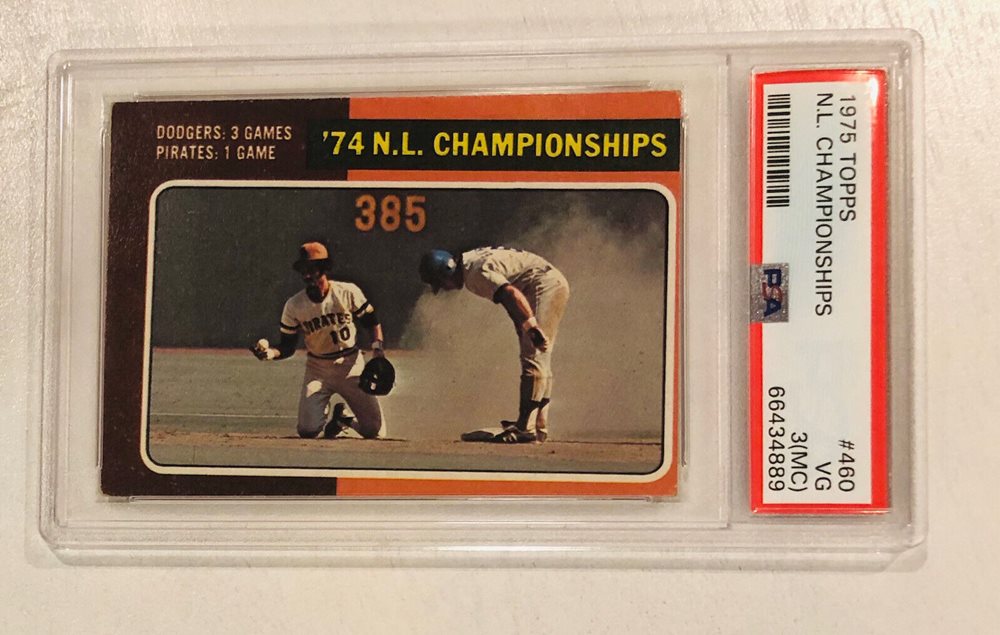 DODGERS: 3 GAMES
PIRATES: 1 GAME
'74 N.L. CHAMPIONSHIPS
385
PIRATES
10
1975 TOPPS
N.L. CHAMPIONSHIPS
PSA
#460
VG
3(MC)
66434889